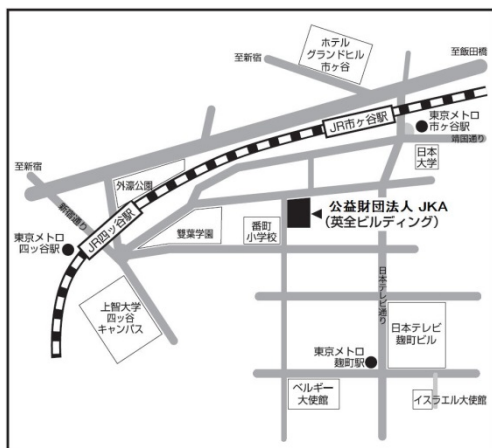 ホテル
グランドヒル
市ヶ谷
至新宿
至飯田橋
JR市ヶ谷駅
東京メトロ
市ヶ谷駅
靖国通り
日本
大学
至新宿
外濠公園
新宿通り
JR四ッ谷駅
東京メトロ
四ッ谷駅
雙葉学園
番町
小学校
公益財団法人 JKA
(英全ビルディング)
上智大学
四ッ谷
キャンパス
日本テレビ通り
日本テレビ
麹町ビル
東京メトロ
麹町駅
ベルギー
大使館
イスラエル大使館